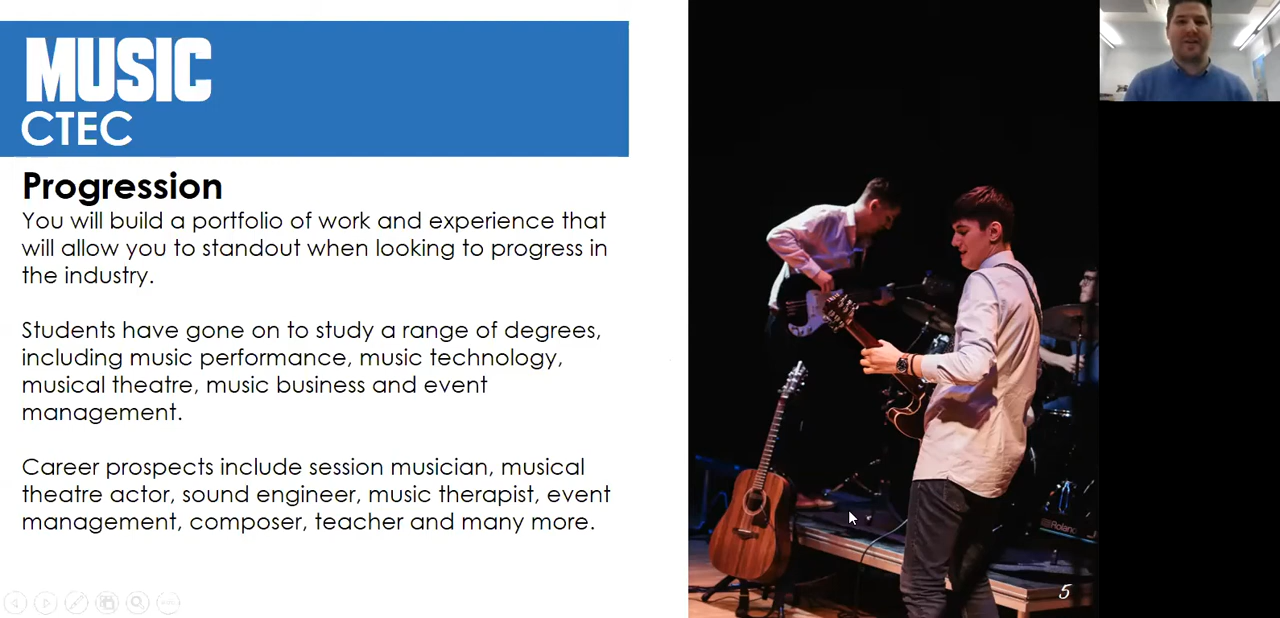 MUSIC
CTEC
Progression
You will build a portfolio of work and experience that
will allow you to standout when looking to progress in
the industry.
Students have gone on to study a range of degrees,
including music performance, music technology,
musical theatre, music business and event
management.
Career prospects include session musician, musical
theatre actor, sound engineer, music therapist, event
management, composer, teacher and many more.
Roland
5